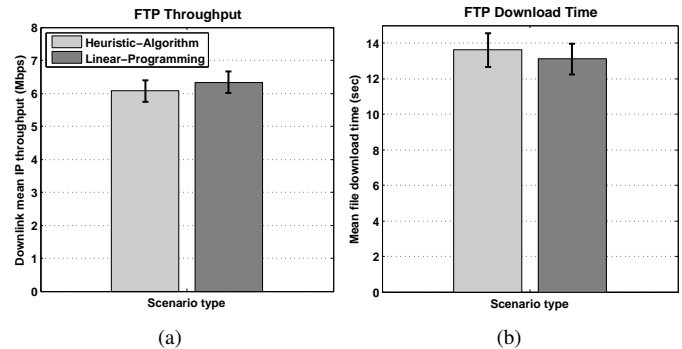 FTP Throughput
Heuristic−Algorithm
Linear−Programming
Downlink mean IP throughput (Mbps)
8
7
6
5
4
3
2
1
0
Scenario type
(a)
FTP Download Time
Mean file download time (sec)
14
12
10
8
6
4
2
0
Scenario type
(b)